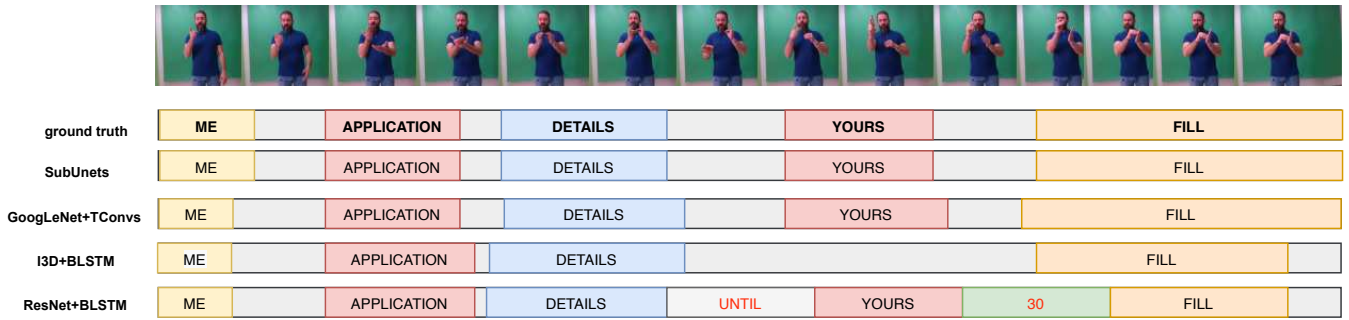 ground truth ME APPLICATION DETAILS YOURS FILL
SubUnets ME APPLICATION DETAILS YOURS FILL
GoogLeNet+TConvs ME APPLICATION DETAILS YOURS FILL
I3D+BLSTM ME APPLICATION DETAILS FILL
ResNet+BLSTM ME APPLICATION DETAILS UNTIL YOURS 30 FILL